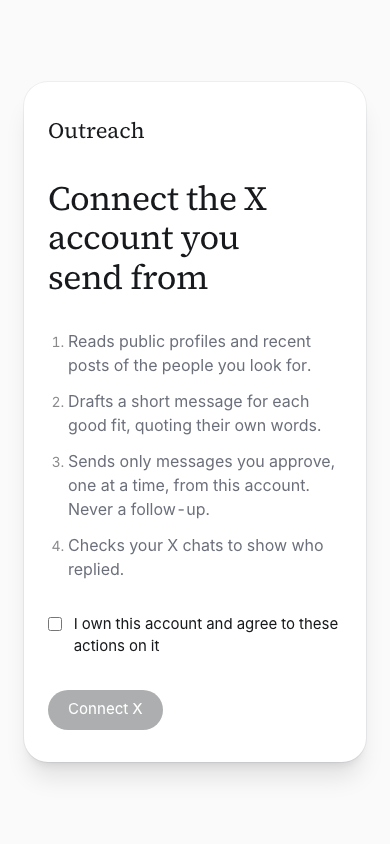 Outreach
Connect the X
account you
send from
1. Reads public profiles and recent
posts of the people you look for.
2. Drafts a short message for each
good fit, quoting their own words.
3. Sends only messages you approve,
one at a time, from this account.
Never a follow-up.
4. Checks your X chats to show who
replied.
I own this account and agree to these
actions on it
Connect X